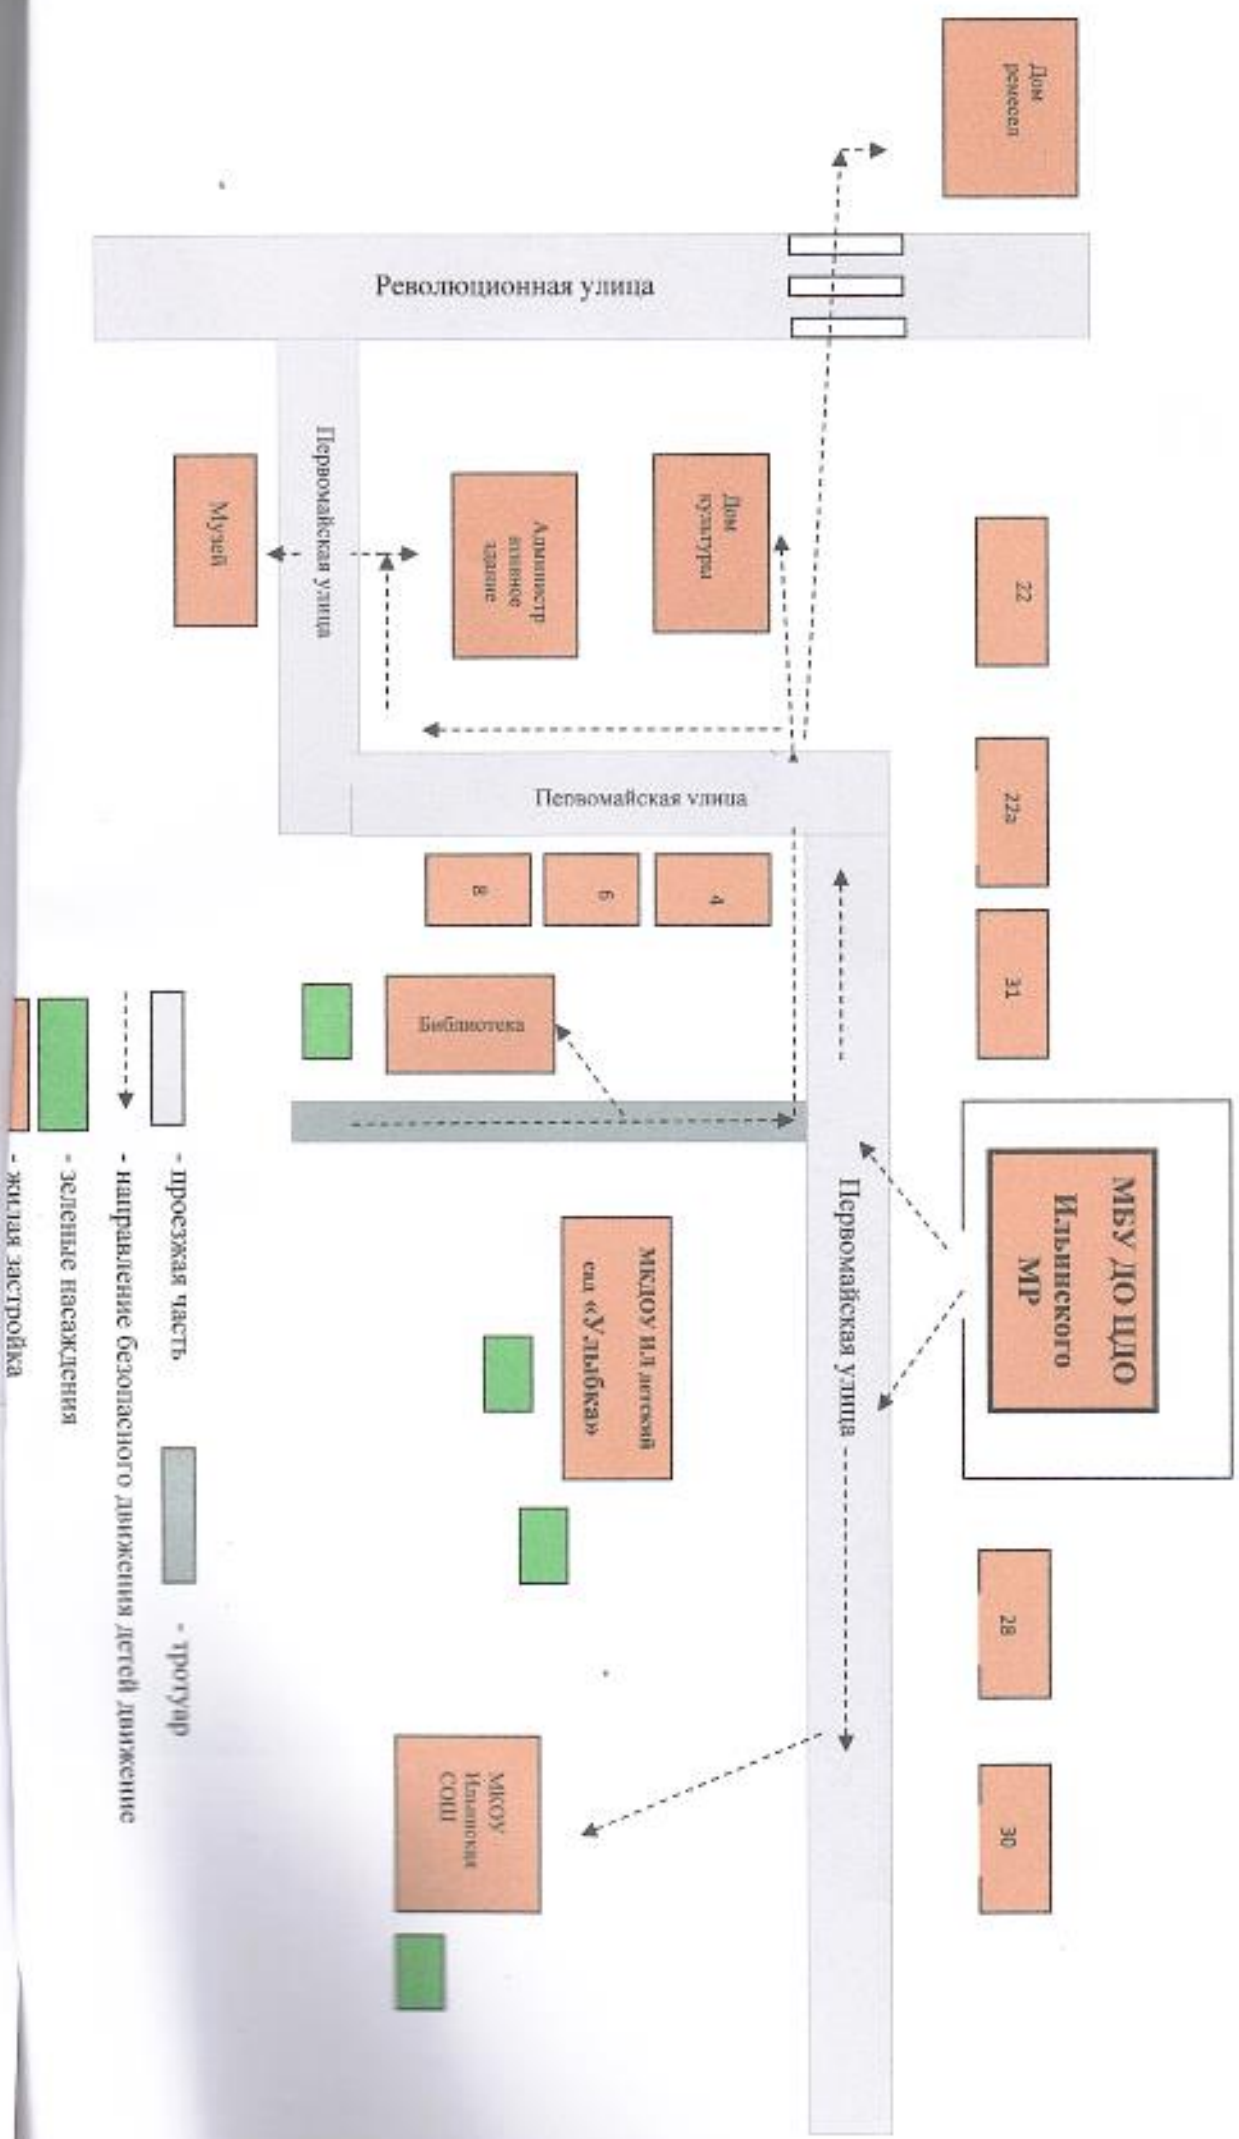 Дом
ремесел
Революционная улица
Первомайская улица
Музей
Администр
ативное
здание
Дом
культуры
22
22а
31
Первомайская улица
8
6
4
Библиотека
МБУ ДО ЦДО
Ильинского
МР
Первомайская улица
МКДОУ ИЛ детский
сад «Улыбка»
28
30
МКОУ
Ильинская
СОШ
- проезжая часть
- тротуар
- направление безопасного движения детей движение
- зеленые насаждения
- жилая застройка